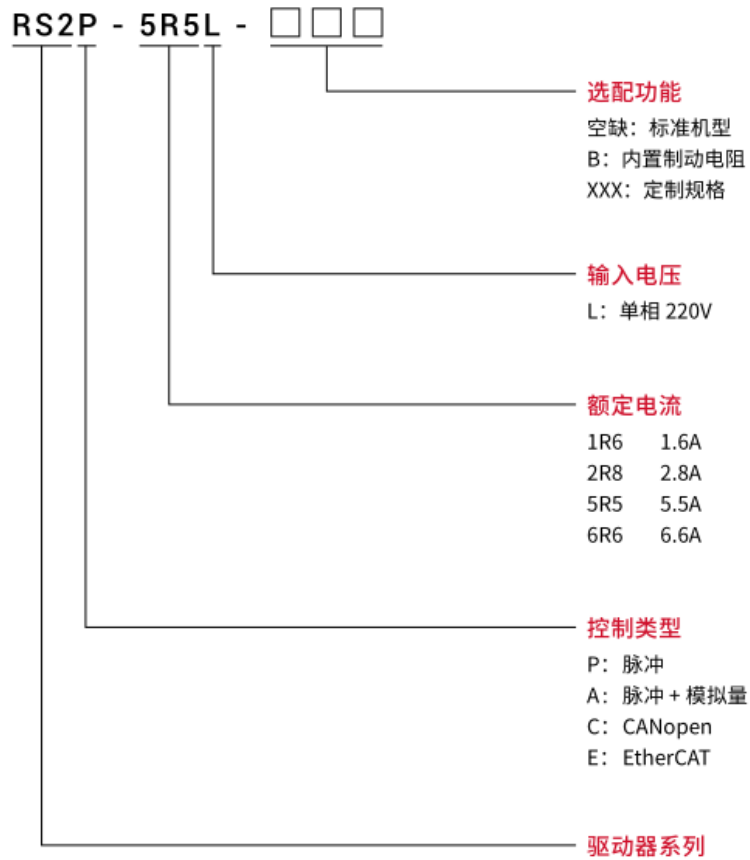 RS2P - 5R5L - □□□
选配功能
空缺：标准机型
B：内置制动电阻
XXX：定制规格
输入电压
L：单相 220V
额定电流
1R6 1.6A
2R8 2.8A
5R5 5.5A
6R6 6.6A
控制类型
P：脉冲
A：脉冲 + 模拟量
C：CANopen
E：EtherCAT
驱动器系列